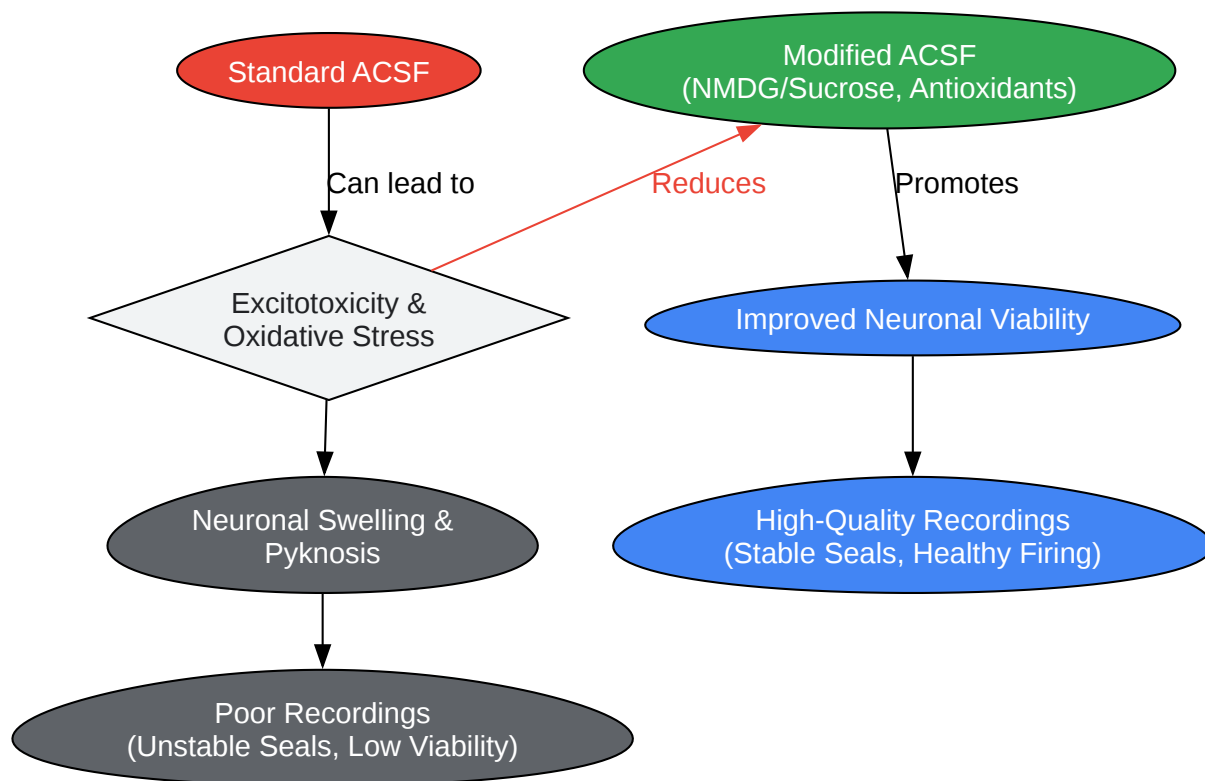 Standard ACSF
Modified ACSF
(NMDG/Sucrose, Antioxidants)
Can lead to
Reduces
Promotes
Excitotoxicity &
Oxidative Stress
Improved Neuronal Viability
Neuronal Swelling &
Pyknosis
High-Quality Recordings
(Stable Seals, Healthy Firing)
Poor Recordings
(Unstable Seals, Low Viability)